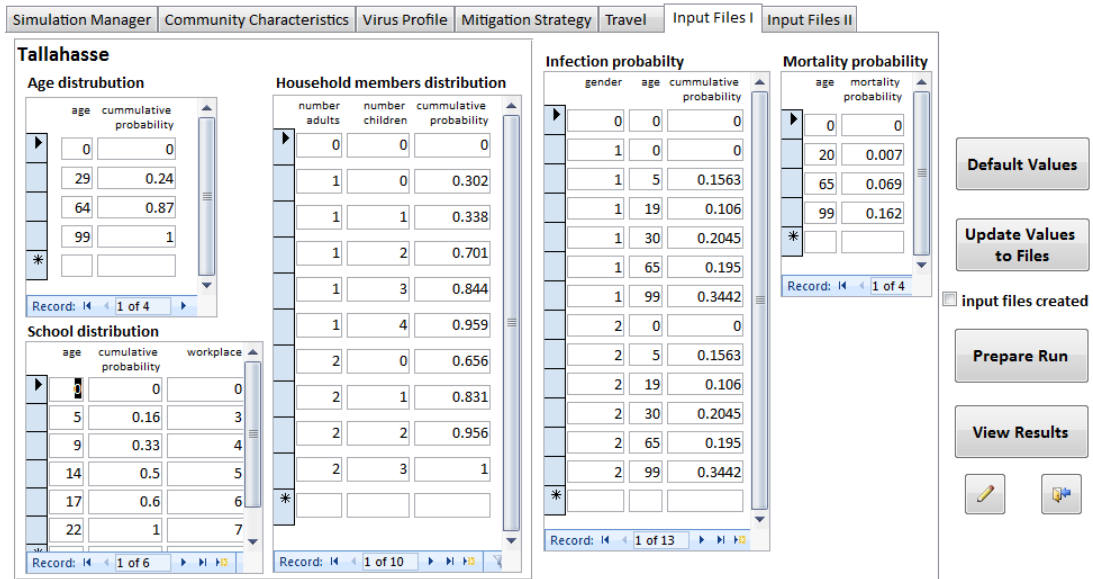 Simulation Manager Community Characteristics Virus Profile Mitigation Strategy Travel Input Files I Input Files II
Tallahasse
Age distrubution
age cummulative probability
0 0
29 0.24
64 0.87
99 1
Record: 1 of 4
School distribution
age cumulative probability workplace
0 0 0
5 0.16 3
9 0.33 4
14 0.5 5
17 0.6 6
22 1 7
Record: 1 of 6
Household members distribution
number adults number children cummulative probability
0 0 0
1 0 0.302
1 1 0.338
1 2 0.701
1 3 0.844
1 4 0.959
2 0 0.656
2 1 0.831
2 2 0.956
2 3 1
Record: 1 of 10
Infection probabilty
gender age cummulative probability
0 0 0
1 0 0
1 5 0.1563
1 19 0.106
1 30 0.2045
1 65 0.195
1 99 0.3442
2 0 0
2 5 0.1563
2 19 0.106
2 30 0.2045
2 65 0.195
2 99 0.3442
Record: 1 of 13
Mortality probability
age mortality probability
0 0
20 0.007
65 0.069
99 0.162
Record: 1 of 4
Default Values
Update Values
to Files
input files created
Prepare Run
View Results